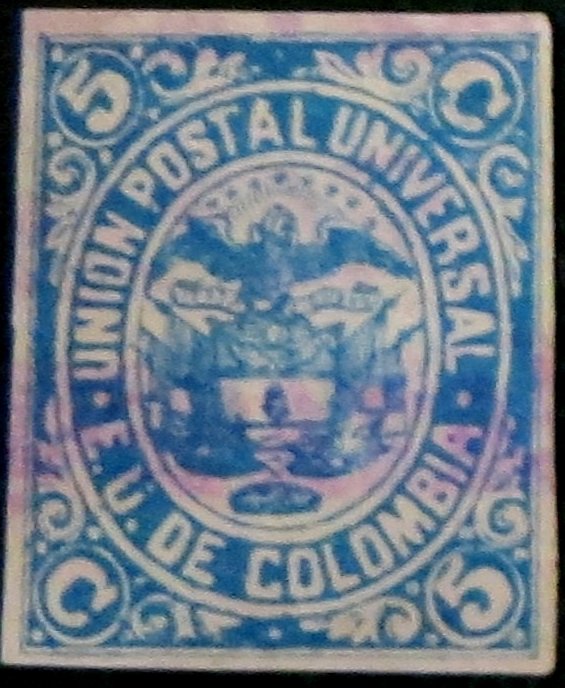 5 C
UNION POSTAL UNIVERSAL
E. U. DE COLOMBIA
C 5